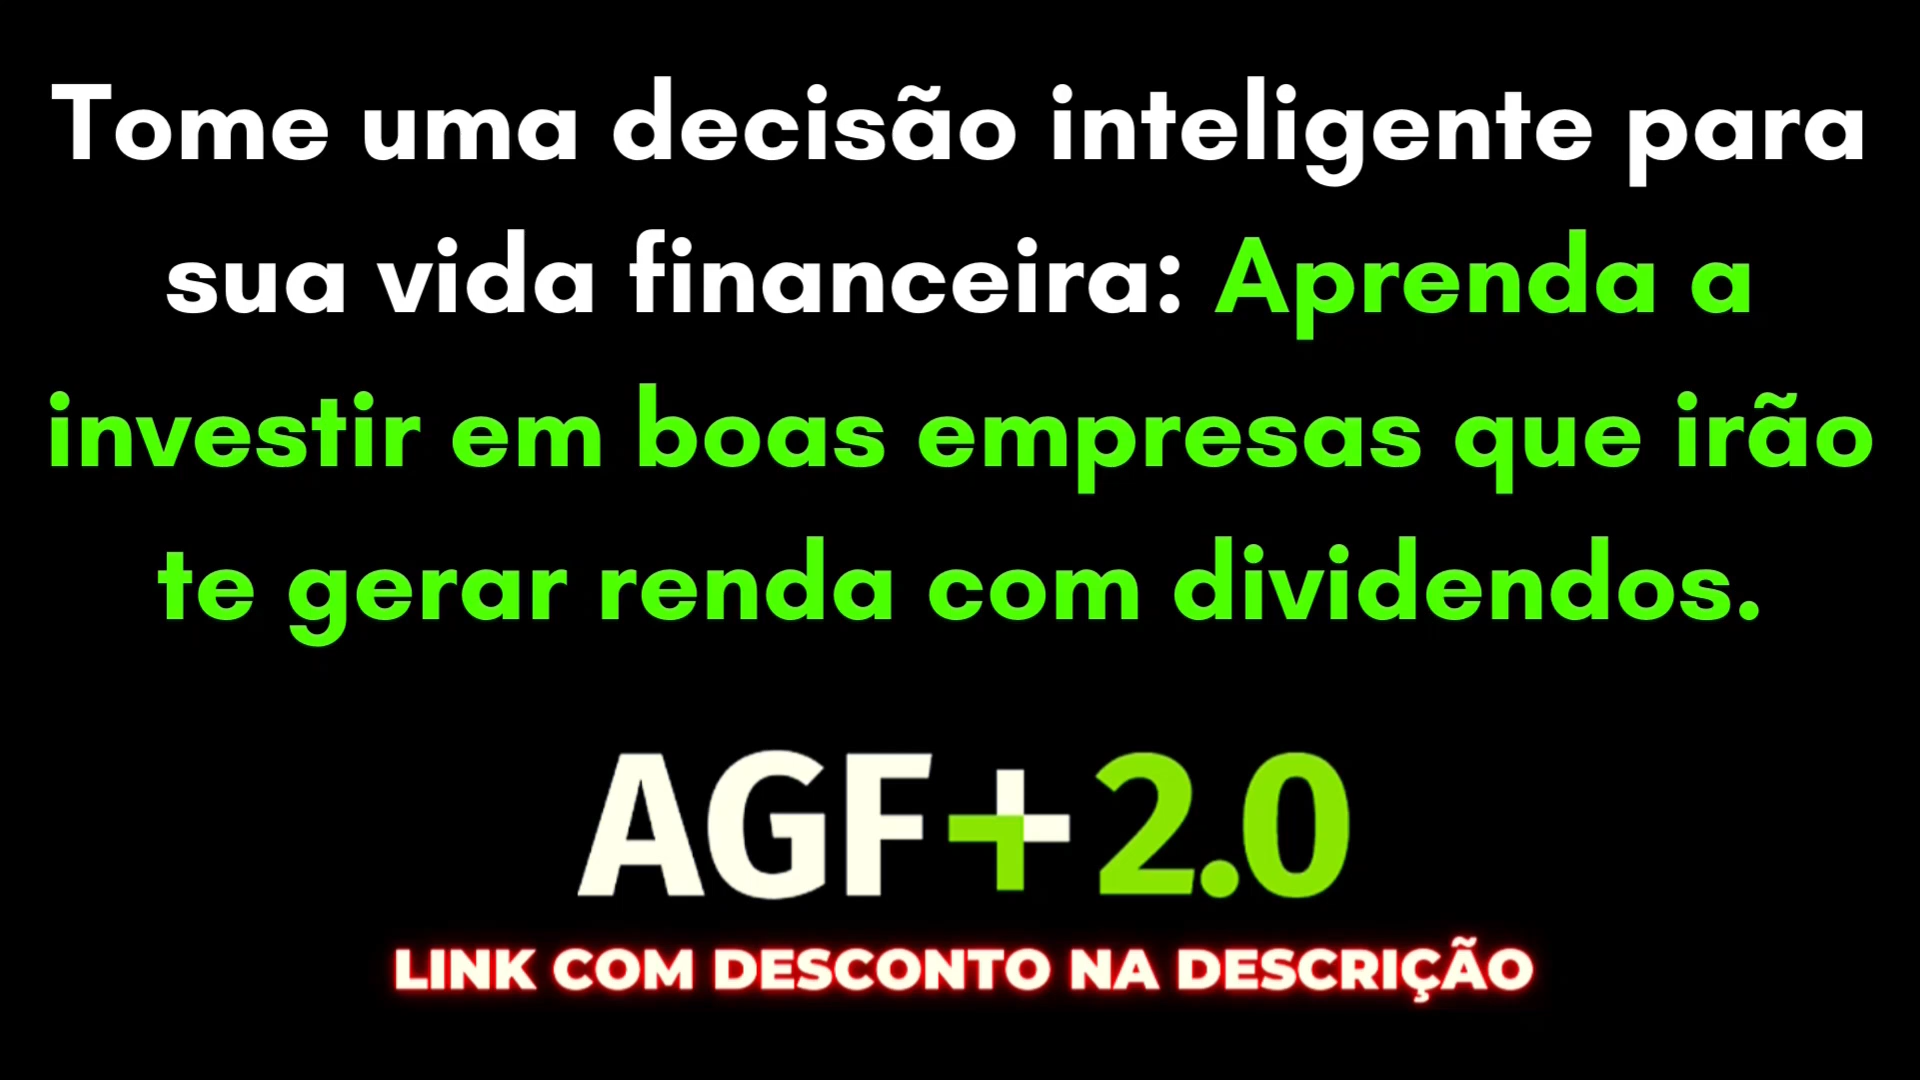 Tome uma decisão inteligente para
sua vida financeira: Aprenda a
investir em boas empresas que irão
te gerar renda com dividendos.
AGF+2.0
LINK COM DESCONTO NA DESCRIÇÃO